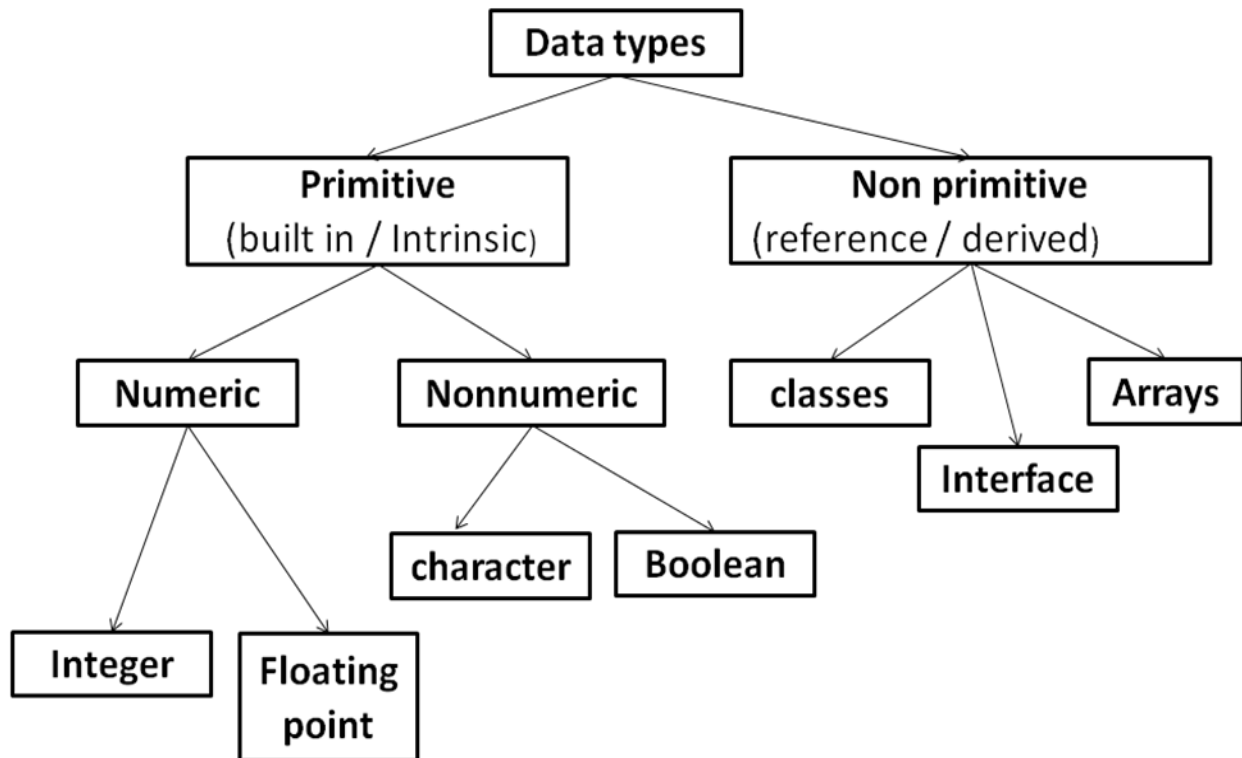 Data types
Primitive
(built in / Intrinsic)
Non primitive
(reference / derived)
Numeric
Nonnumeric
classes
Arrays
Interface
character
Boolean
Integer
Floating
point